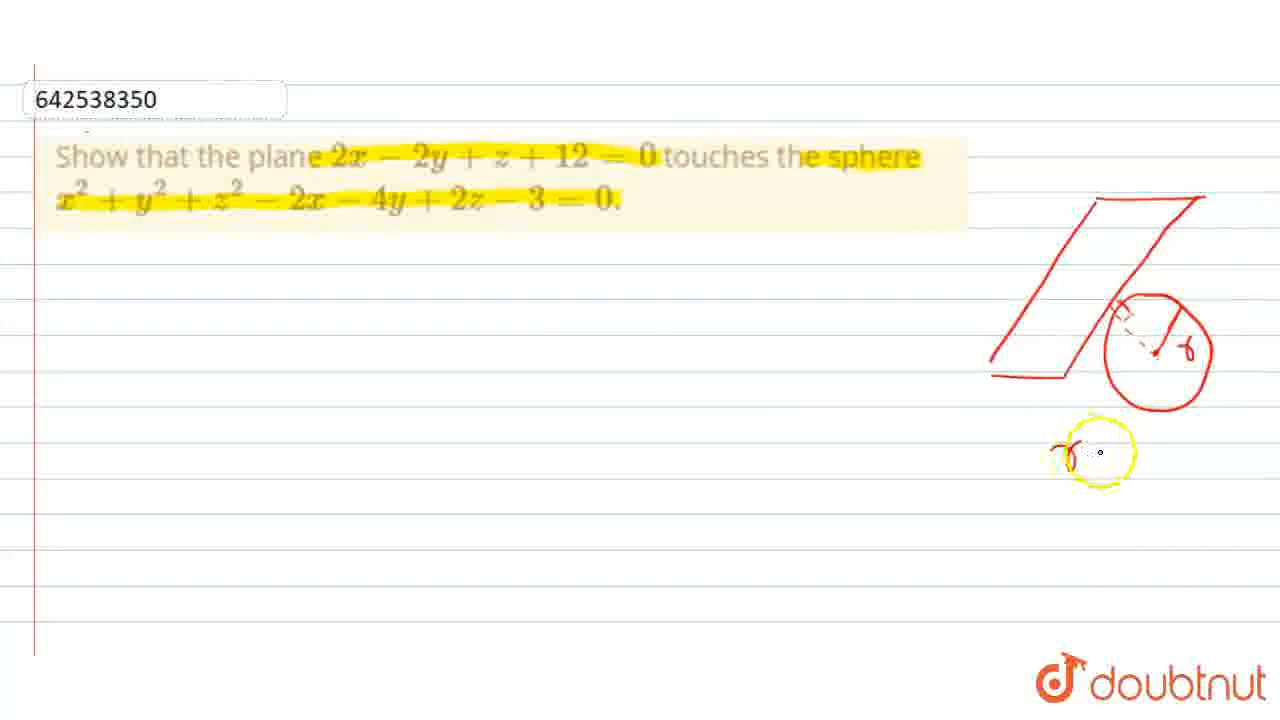 642538350
Show that the plane 2x − 2y + z + 12 = 0 touches the sphere
x² + y² + z² − 2x − 4y + 2z − 3 = 0.
r
r
doubtnut